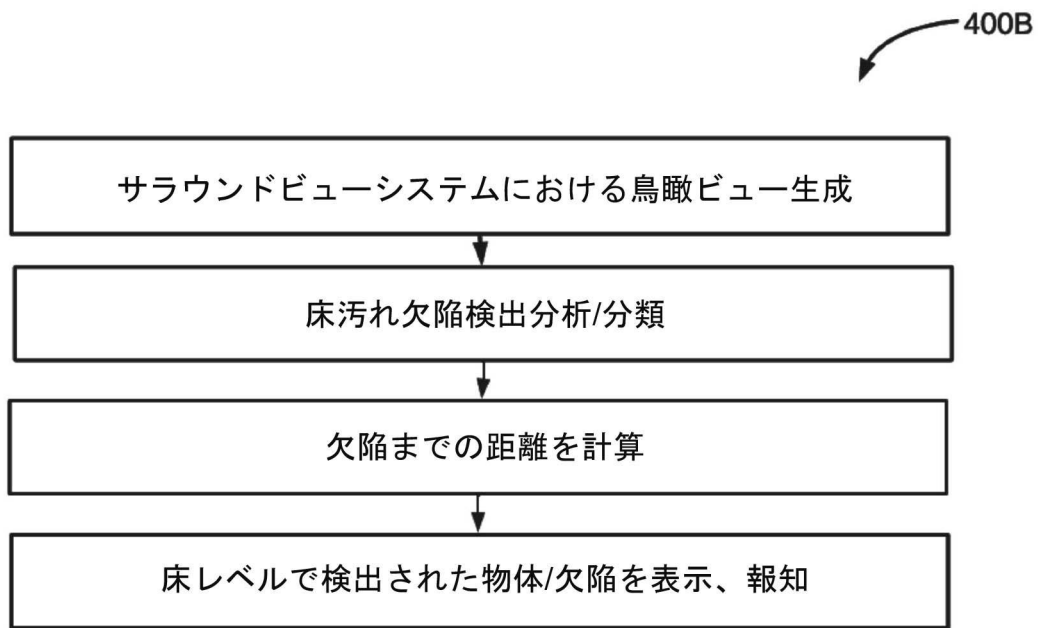 400B
サラウンドビューシステムにおける鳥瞰ビュー生成
床汚れ欠陥検出分析/分類
欠陥までの距離を計算
床レベルで検出された物体/欠陥を表示、報知